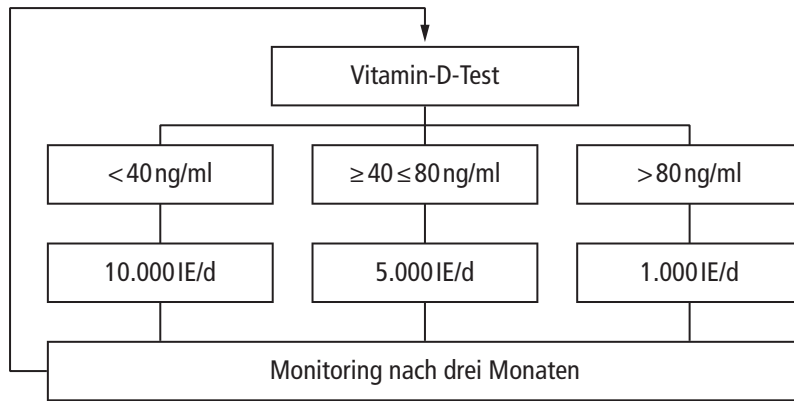 Vitamin-D-Test
<40 ng/ml
≥40≤80 ng/ml
>80 ng/ml
10.000 IE/d
5.000 IE/d
1.000 IE/d
Monitoring nach drei Monaten